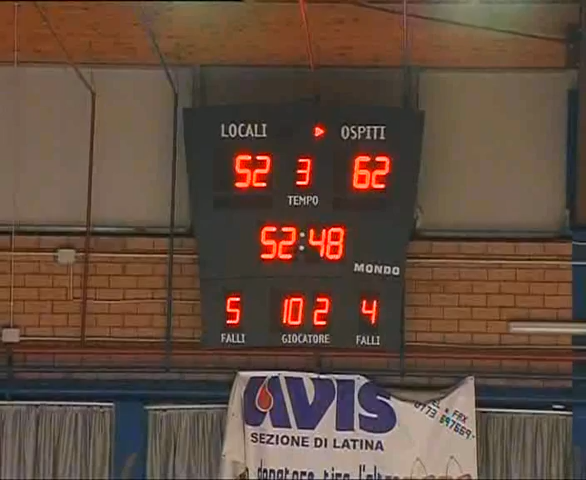 LOCALI OSPITI
52 3 62
TEMPO
52:48
MONDO
5 10 2 4
FALLI GIOCATORE FALLI
AVIS
SEZIONE DI LATINA